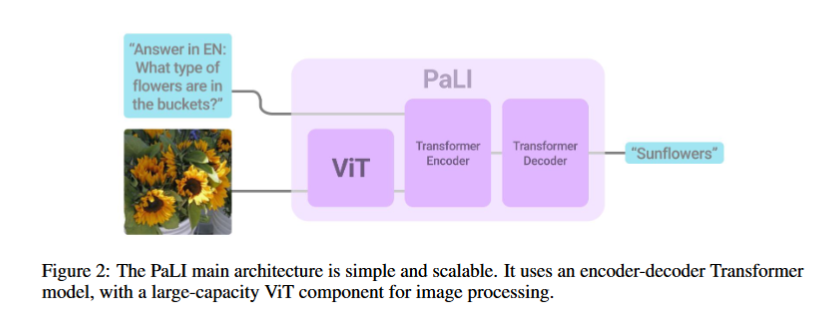 "Answer in EN:
What type of
flowers are in
the buckets?"
PaLI
ViT
Transformer
Encoder
Transformer
Decoder
"Sunflowers"
Figure 2: The PaLI main architecture is simple and scalable. It uses an encoder-decoder Transformer
model, with a large-capacity ViT component for image processing.